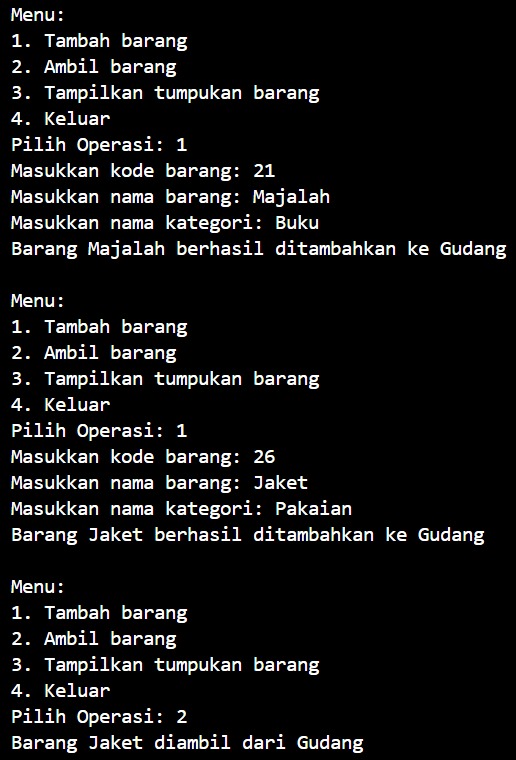 Menu:
1. Tambah barang
2. Ambil barang
3. Tampilkan tumpukan barang
4. Keluar
Pilih Operasi: 1
Masukkan kode barang: 21
Masukkan nama barang: Majalah
Masukkan nama kategori: Buku
Barang Majalah berhasil ditambahkan ke Gudang
Menu:
1. Tambah barang
2. Ambil barang
3. Tampilkan tumpukan barang
4. Keluar
Pilih Operasi: 1
Masukkan kode barang: 26
Masukkan nama barang: Jaket
Masukkan nama kategori: Pakaian
Barang Jaket berhasil ditambahkan ke Gudang
Menu:
1. Tambah barang
2. Ambil barang
3. Tampilkan tumpukan barang
4. Keluar
Pilih Operasi: 2
Barang Jaket diambil dari Gudang